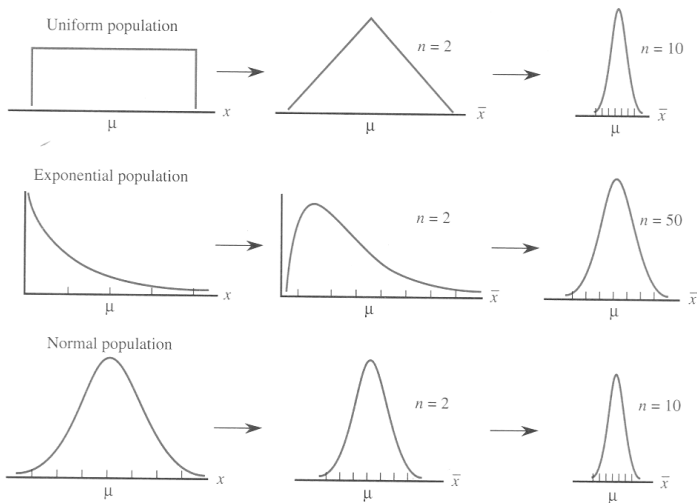 Uniform population
n = 2
n = 10
x
x̄
x̄
μ
μ
μ
Exponential population
n = 2
n = 50
x
x̄
x̄
μ
μ
μ
Normal population
n = 2
n = 10
x
x̄
x̄
μ
μ
μ